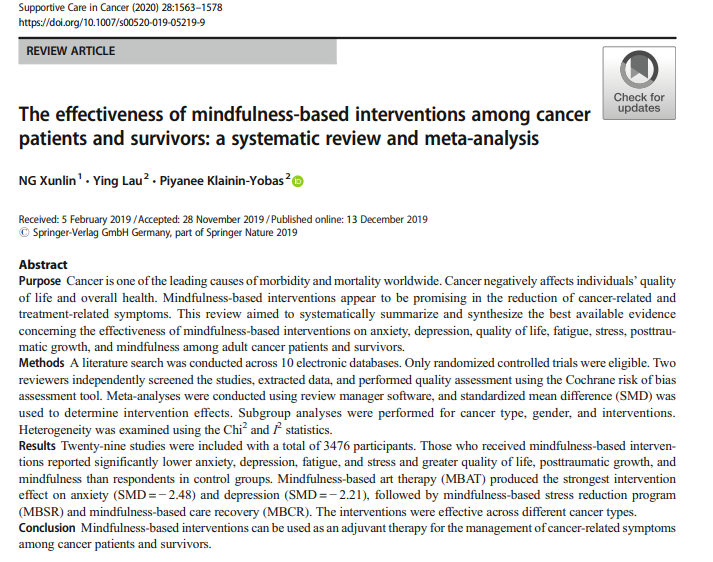 Supportive Care in Cancer (2020) 28:1563–1578
https://doi.org/10.1007/s00520-019-05219-9
REVIEW ARTICLE
Check for
updates
The effectiveness of mindfulness-based interventions among cancer
patients and survivors: a systematic review and meta-analysis
NG Xunlin1 · Ying Lau2 · Piyanee Klainin-Yobas2
Received: 5 February 2019 / Accepted: 28 November 2019 / Published online: 13 December 2019
© Springer-Verlag GmbH Germany, part of Springer Nature 2019
Abstract
Purpose Cancer is one of the leading causes of morbidity and mortality worldwide. Cancer negatively affects individuals' quality
of life and overall health. Mindfulness-based interventions appear to be promising in the reduction of cancer-related and
treatment-related symptoms. This review aimed to systematically summarize and synthesize the best available evidence
concerning the effectiveness of mindfulness-based interventions on anxiety, depression, quality of life, fatigue, stress, posttrau-
matic growth, and mindfulness among adult cancer patients and survivors.
Methods A literature search was conducted across 10 electronic databases. Only randomized controlled trials were eligible. Two
reviewers independently screened the studies, extracted data, and performed quality assessment using the Cochrane risk of bias
assessment tool. Meta-analyses were conducted using review manager software, and standardized mean difference (SMD) was
used to determine intervention effects. Subgroup analyses were performed for cancer type, gender, and interventions.
Heterogeneity was examined using the Chi2 and I2 statistics.
Results Twenty-nine studies were included with a total of 3476 participants. Those who received mindfulness-based interven-
tions reported significantly lower anxiety, depression, fatigue, and stress and greater quality of life, posttraumatic growth, and
mindfulness than respondents in control groups. Mindfulness-based art therapy (MBAT) produced the strongest intervention
effect on anxiety (SMD = − 2.48) and depression (SMD = − 2.21), followed by mindfulness-based stress reduction program
(MBSR) and mindfulness-based care recovery (MBCR). The interventions were effective across different cancer types.
Conclusion Mindfulness-based interventions can be used as an adjuvant therapy for the management of cancer-related symptoms
among cancer patients and survivors.